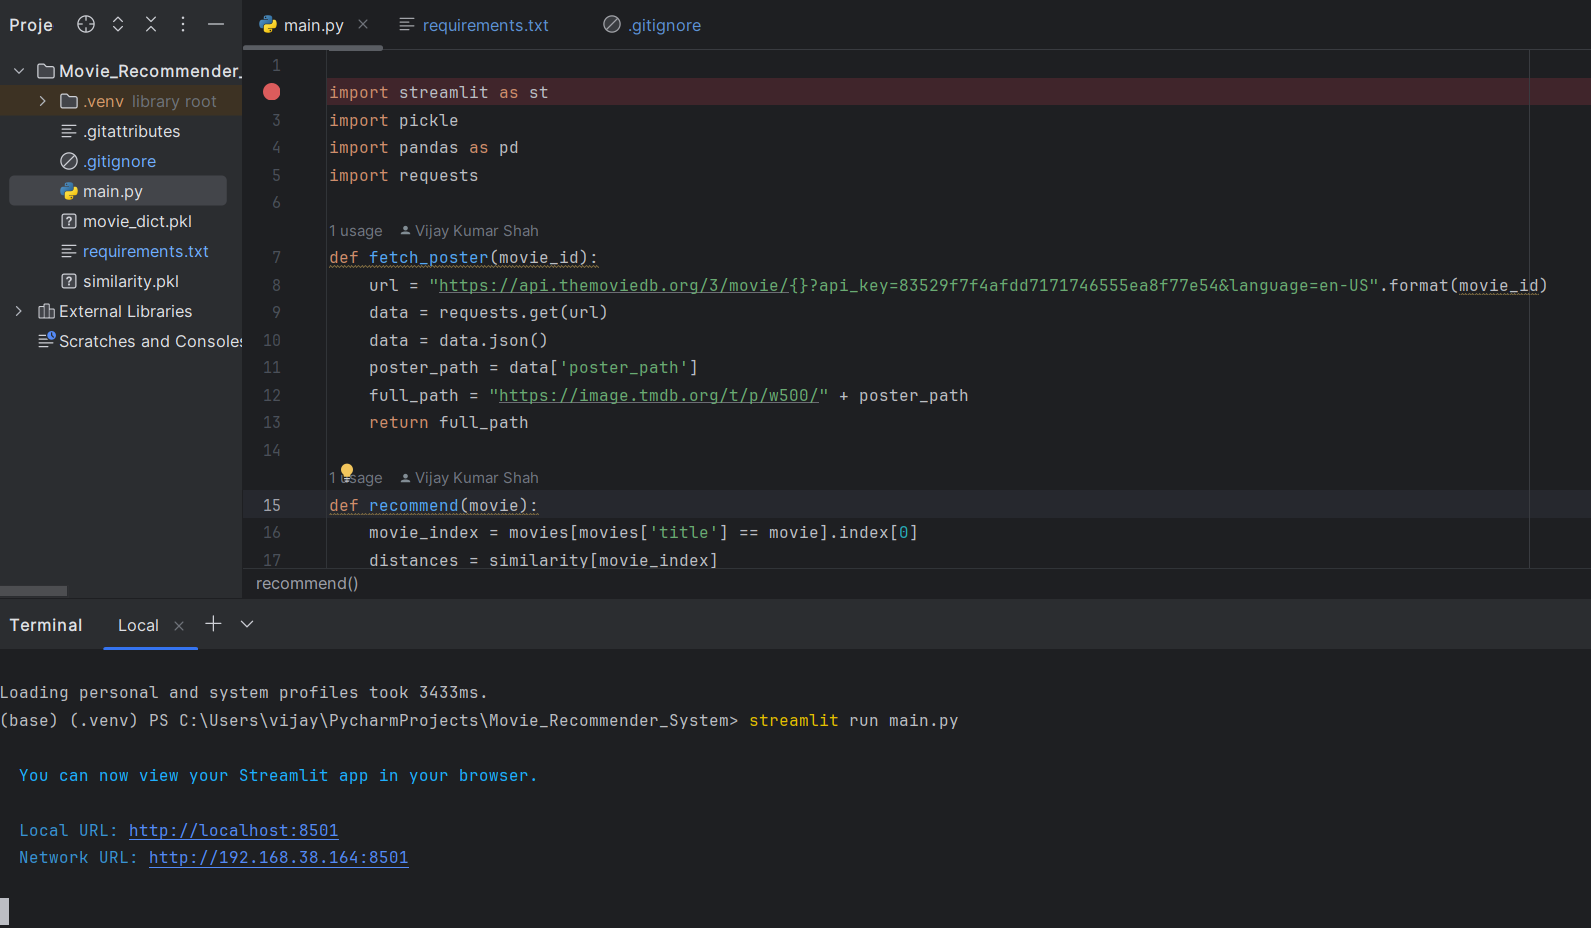 Proje
main.py
requirements.txt
.gitignore
Movie_Recommender_
.venv library root
.gitattributes
.gitignore
main.py
movie_dict.pkl
requirements.txt
similarity.pkl
External Libraries
Scratches and Consoles
1
import streamlit as st
3 import pickle
4 import pandas as pd
5 import requests
6
1 usage Vijay Kumar Shah
7 def fetch_poster(movie_id):
8 url = "https://api.themoviedb.org/3/movie/{}?api_key=83529f7f4afdd7171746555ea8f77e54&language=en-US".format(movie_id)
9 data = requests.get(url)
10 data = data.json()
11 poster_path = data['poster_path']
12 full_path = "https://image.tmdb.org/t/p/w500/" + poster_path
13 return full_path
14
1 usage Vijay Kumar Shah
15 def recommend(movie):
16 movie_index = movies[movies['title'] == movie].index[0]
17 distances = similarity[movie_index]
recommend()
Terminal Local
Loading personal and system profiles took 3433ms.
(base) (.venv) PS C:\Users\vijay\PycharmProjects\Movie_Recommender_System> streamlit run main.py
You can now view your Streamlit app in your browser.
Local URL: http://localhost:8501
Network URL: http://192.168.38.164:8501